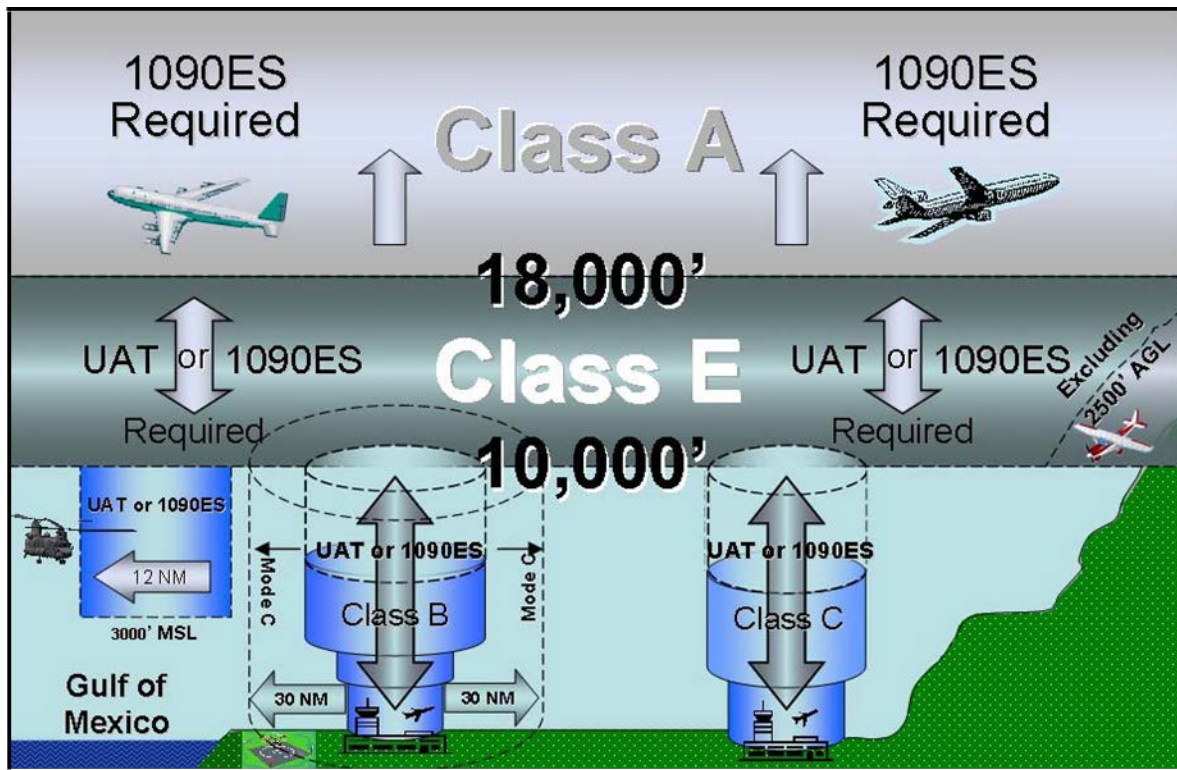 1090ES
Required
Class A
1090ES
Required
18,000’
UAT or 1090ES
Required
Class E
UAT or 1090ES
Required
Excluding
2500’ AGL
10,000’
UAT or 1090ES
12 NM
3000’ MSL
Gulf of
Mexico
Mode C
UAT or 1090ES
Mode C
Class B
30 NM
30 NM
UAT or 1090ES
Class C